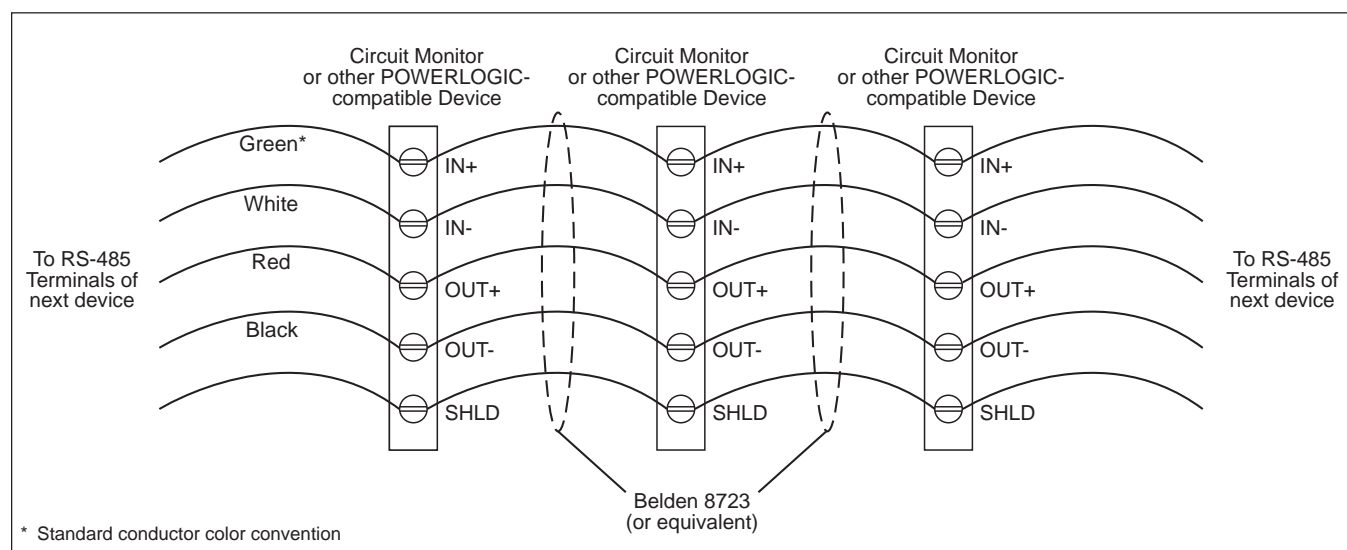 Circuit Monitor
or other POWERLOGIC-
compatible Device
Circuit Monitor
or other POWERLOGIC-
compatible Device
Circuit Monitor
or other POWERLOGIC-
compatible Device
Green*
IN+
IN+
IN+
White
IN-
IN-
IN-
To RS-485
Terminals of
next device
Red
OUT+
OUT+
OUT+
To RS-485
Terminals of
next device
Black
OUT-
OUT-
OUT-
SHLD
SHLD
SHLD
Belden 8723
(or equivalent)
* Standard conductor color convention